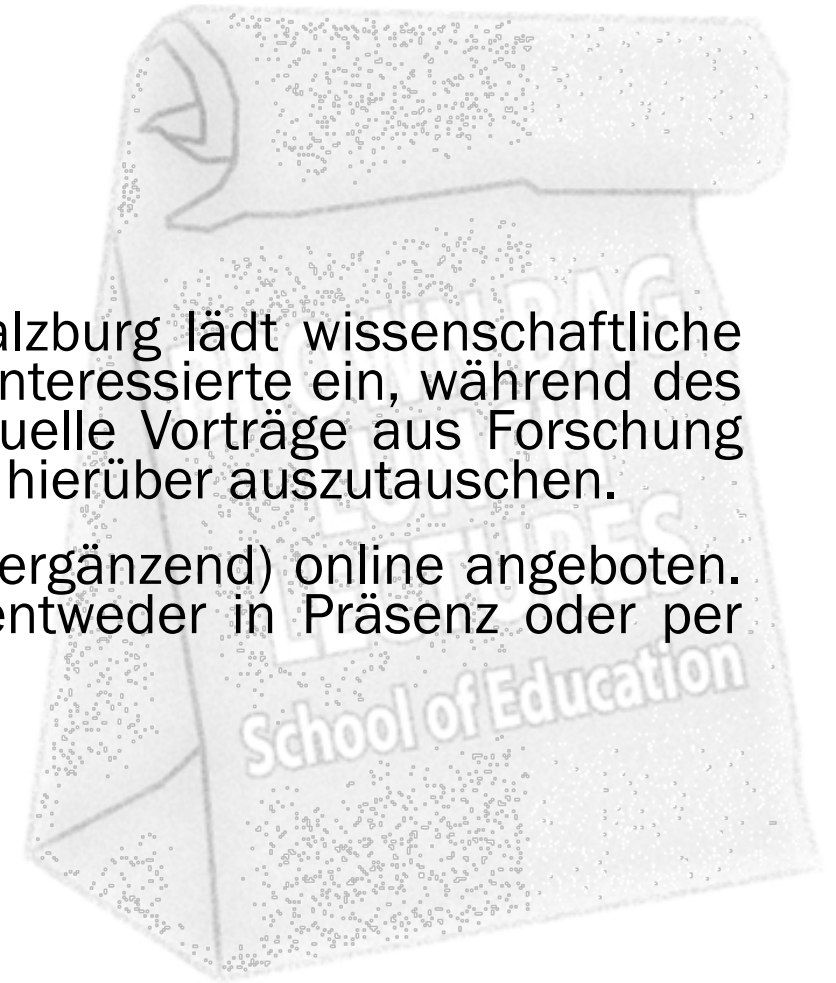 alzburg lädt wissenschaftliche
nteressierte ein, während des
uelle Vorträge aus Forschung
hierüber auszutauschen.
ergänzend) online angeboten.
entweder in Präsenz oder per
LECTURES
School of Education